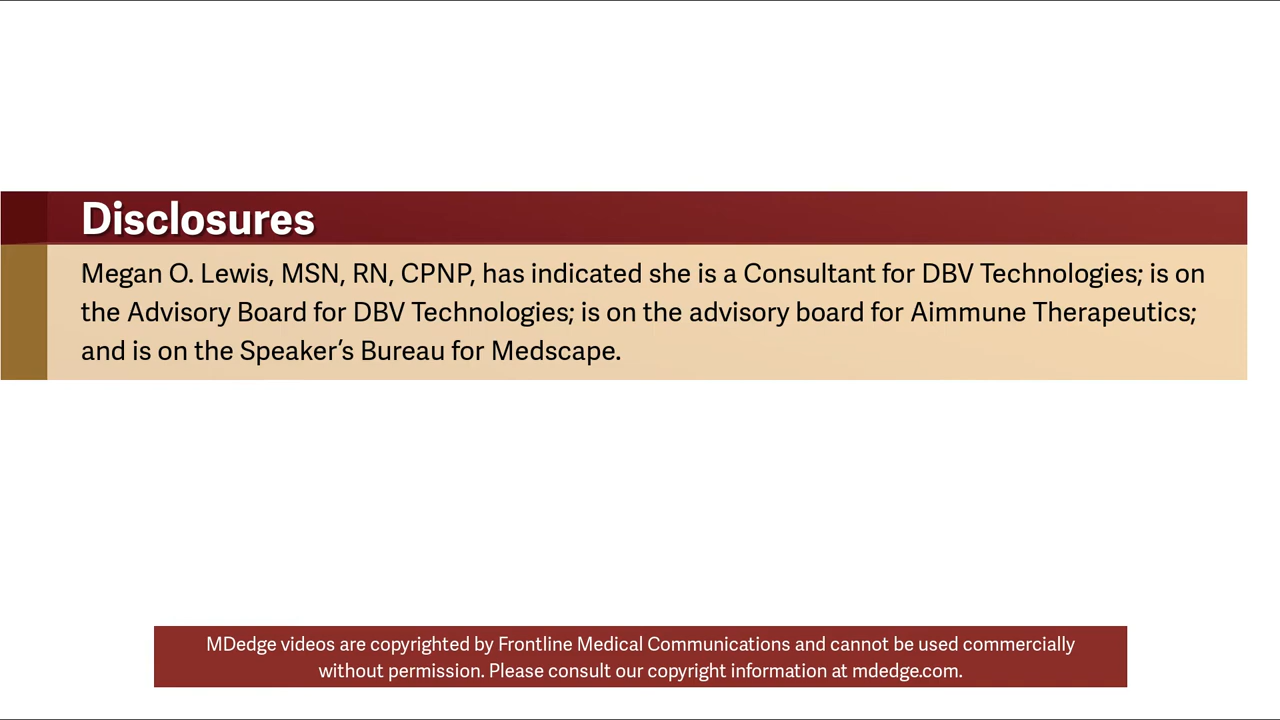 Disclosures
Megan O. Lewis, MSN, RN, CPNP, has indicated she is a Consultant for DBV Technologies; is on
the Advisory Board for DBV Technologies; is on the advisory board for Aimmune Therapeutics;
and is on the Speaker’s Bureau for Medscape.
MDedge videos are copyrighted by Frontline Medical Communications and cannot be used commercially
without permission. Please consult our copyright information at mdedge.com.